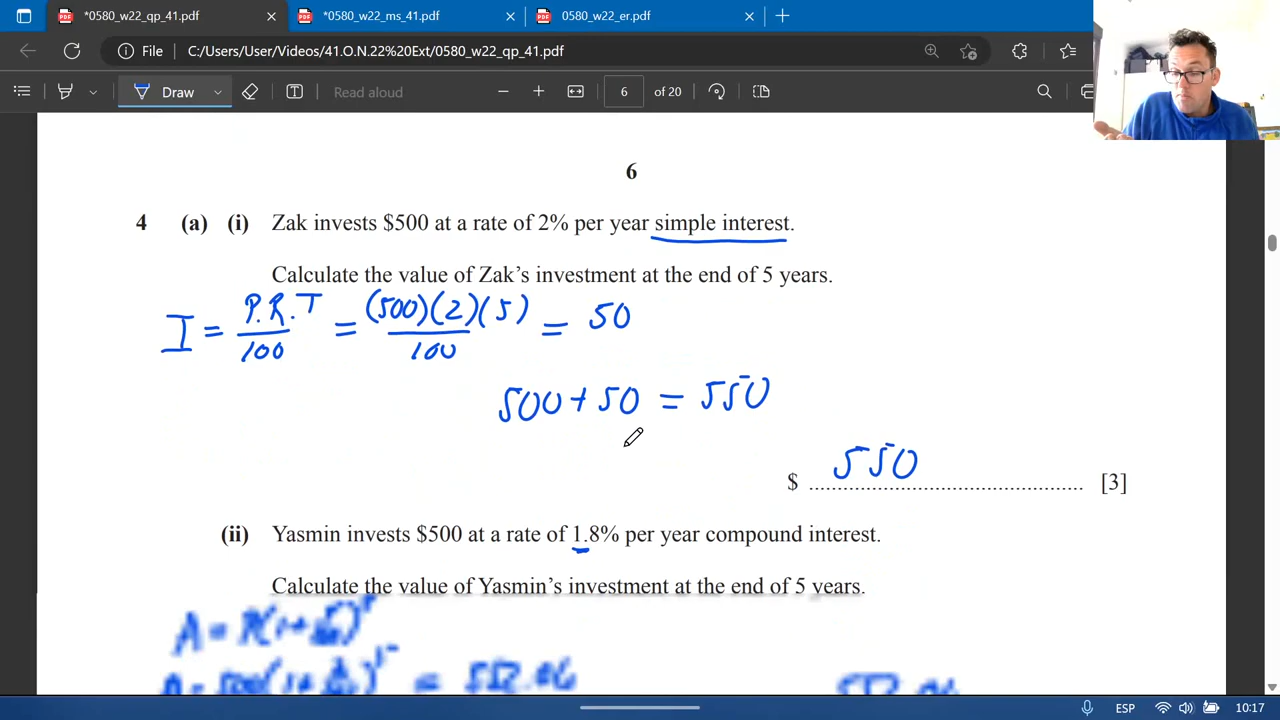 *0580_w22_qp_41.pdf
*0580_w22_ms_41.pdf
0580_w22_er.pdf
File C:/Users/User/Videos/41.O.N.22%20Ext/0580_w22_qp_41.pdf
Draw Read aloud 6 of 20
6
4 (a) (i) Zak invests $500 at a rate of 2% per year simple interest.
Calculate the value of Zak’s investment at the end of 5 years.
I = P.R.T / 100 = (500)(2)(5) / 100 = 50
500 + 50 = 550
$ 550 [3]
(ii) Yasmin invests $500 at a rate of 1.8% per year compound interest.
Calculate the value of Yasmin’s investment at the end of 5 years.
ESP 10:17